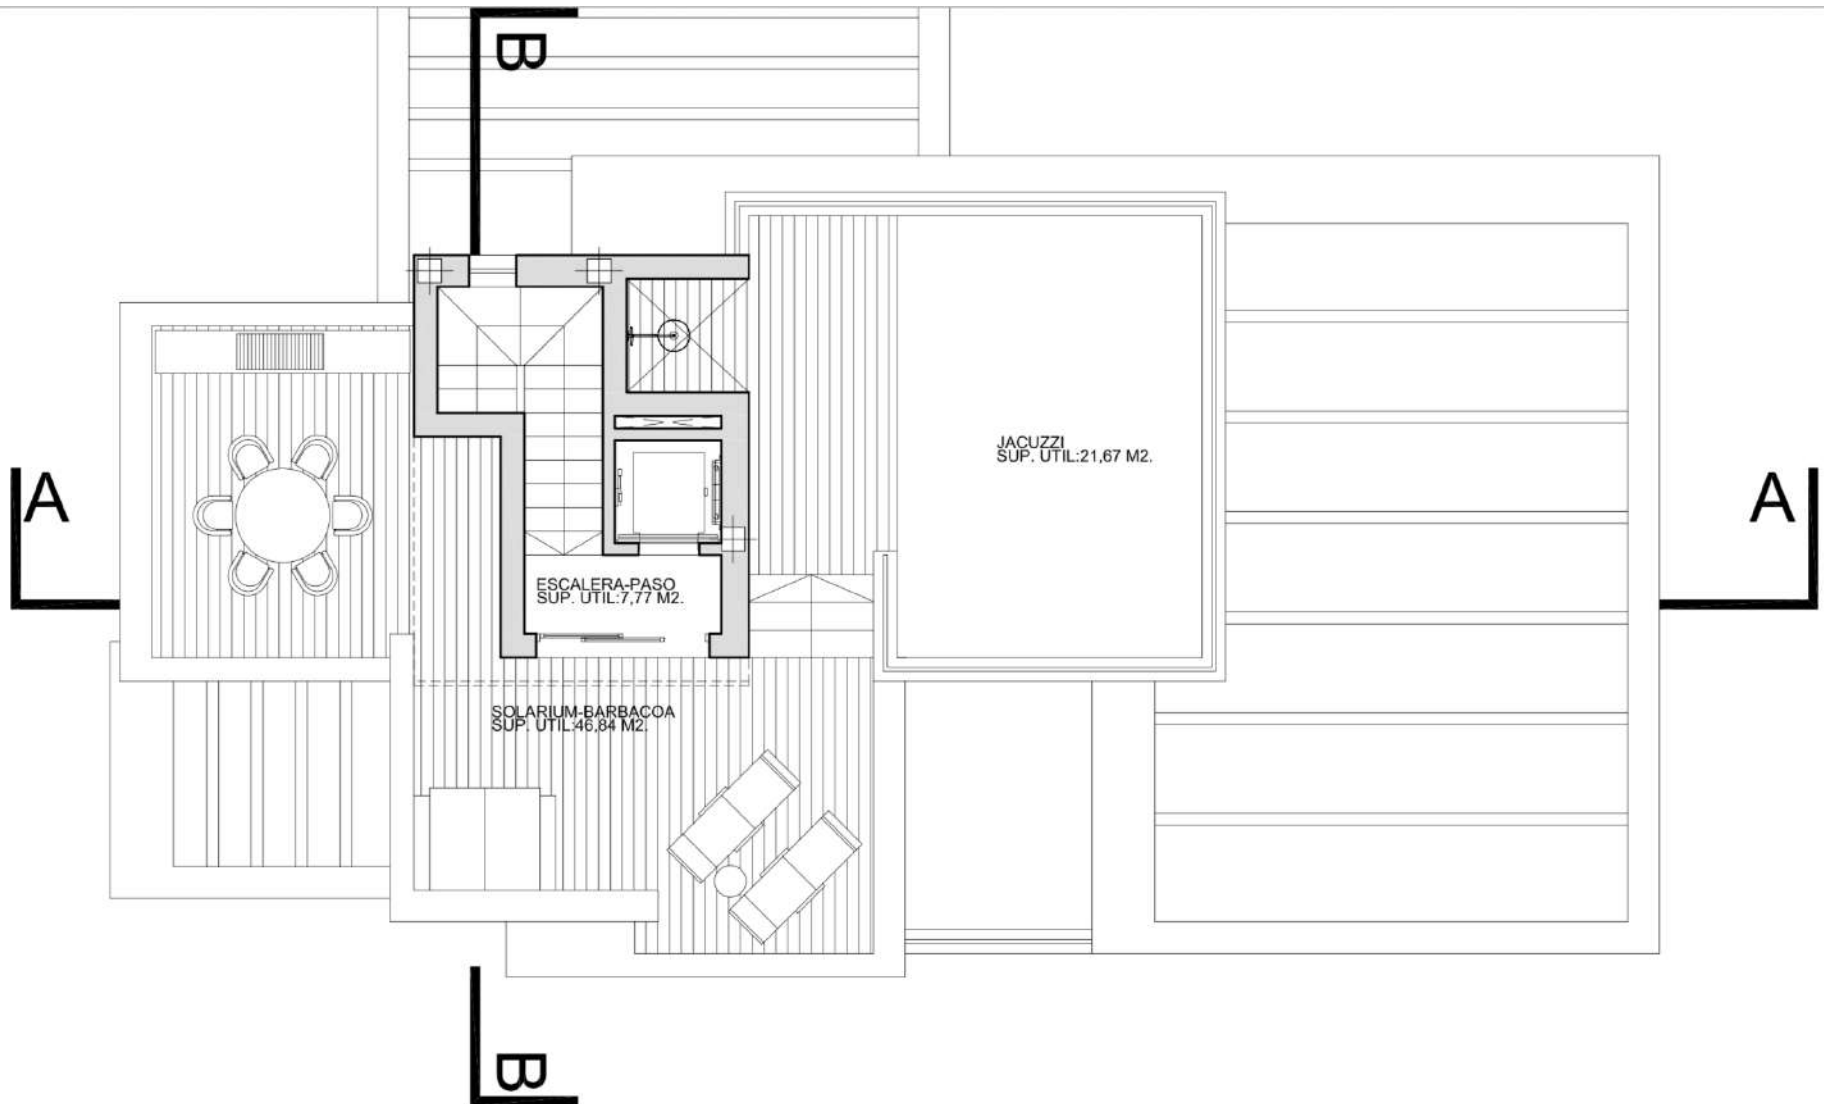 B
JACUZZI
SUP. UTIL:21,67 M2.
A
A
ESCALERA-PASO
SUP. UTIL:7,77 M2.
SOLARIUM-BARBACOA
SUP. UTIL:46,84 M2.
B